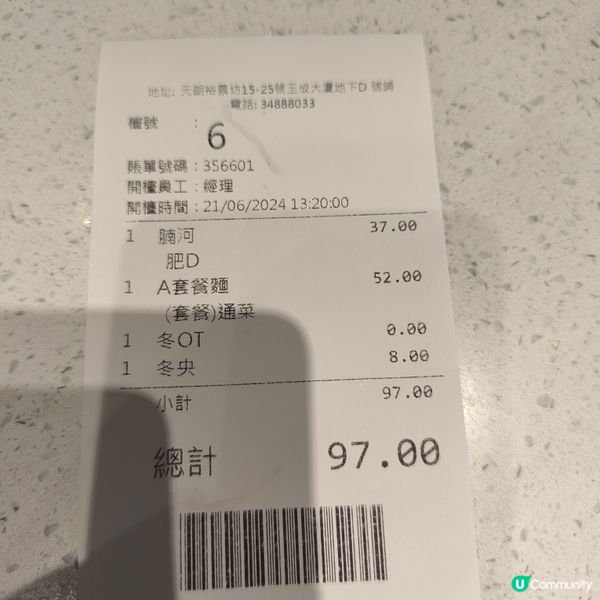 地址: 元朗裕景坊15-25號玉成大廈地下D 號鋪
電話: 34888033
檯號 : 6
賬單號碼 : 356601
開檯員工 : 經理
開檯時間 : 21/06/2024 13:20:00
1 腩河 37.00
肥D
1 A套餐麵 52.00
(套餐)通菜
1 冬OT 0.00
1 冬央 8.00
小計 97.00
總計 97.00
U Community